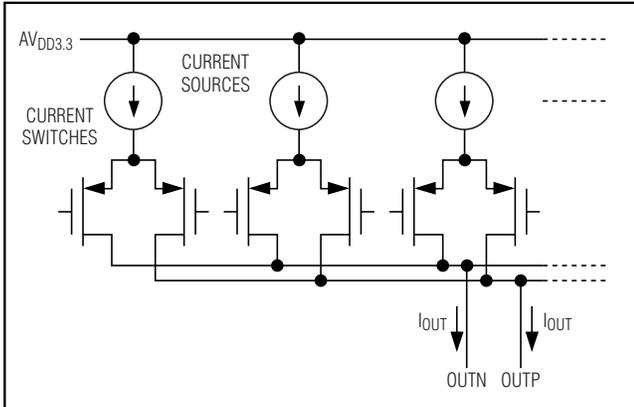 AVDD3.3
CURRENT
SOURCES
CURRENT
SWITCHES
IOUT
IOUT
OUTN
OUTP